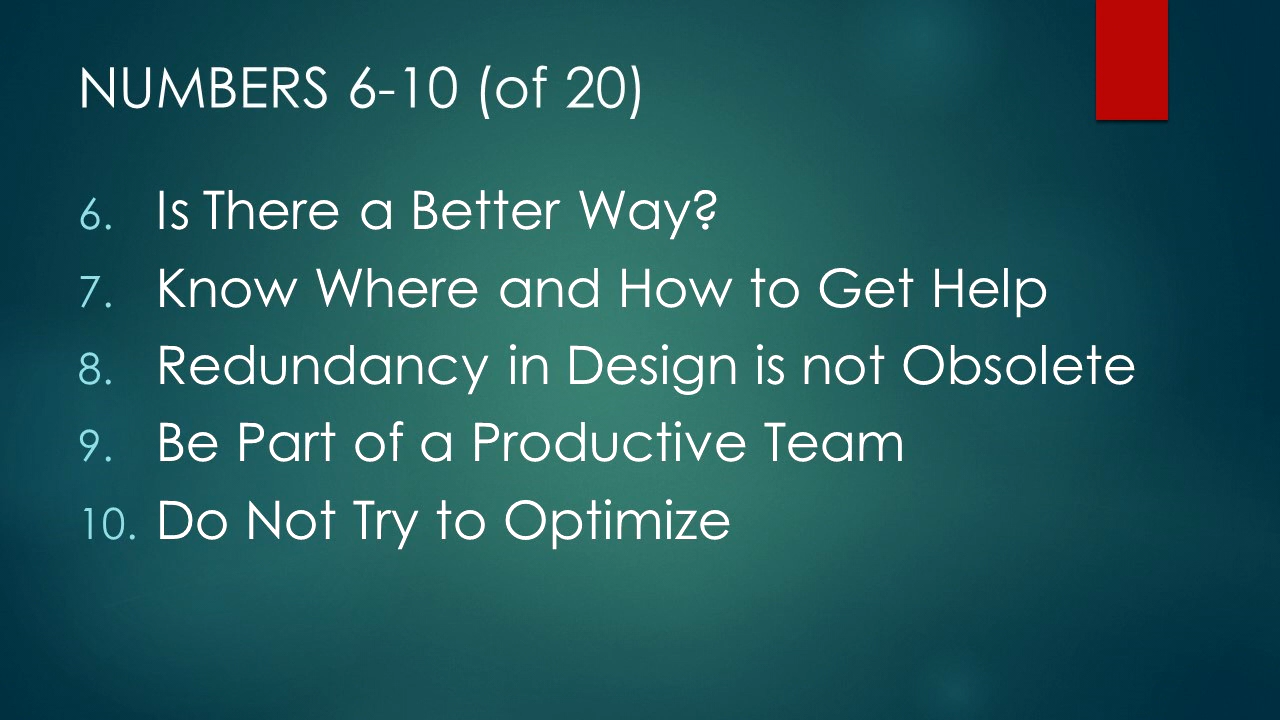 NUMBERS 6-10 (of 20)
6. Is There a Better Way?
7. Know Where and How to Get Help
8. Redundancy in Design is not Obsolete
9. Be Part of a Productive Team
10. Do Not Try to Optimize